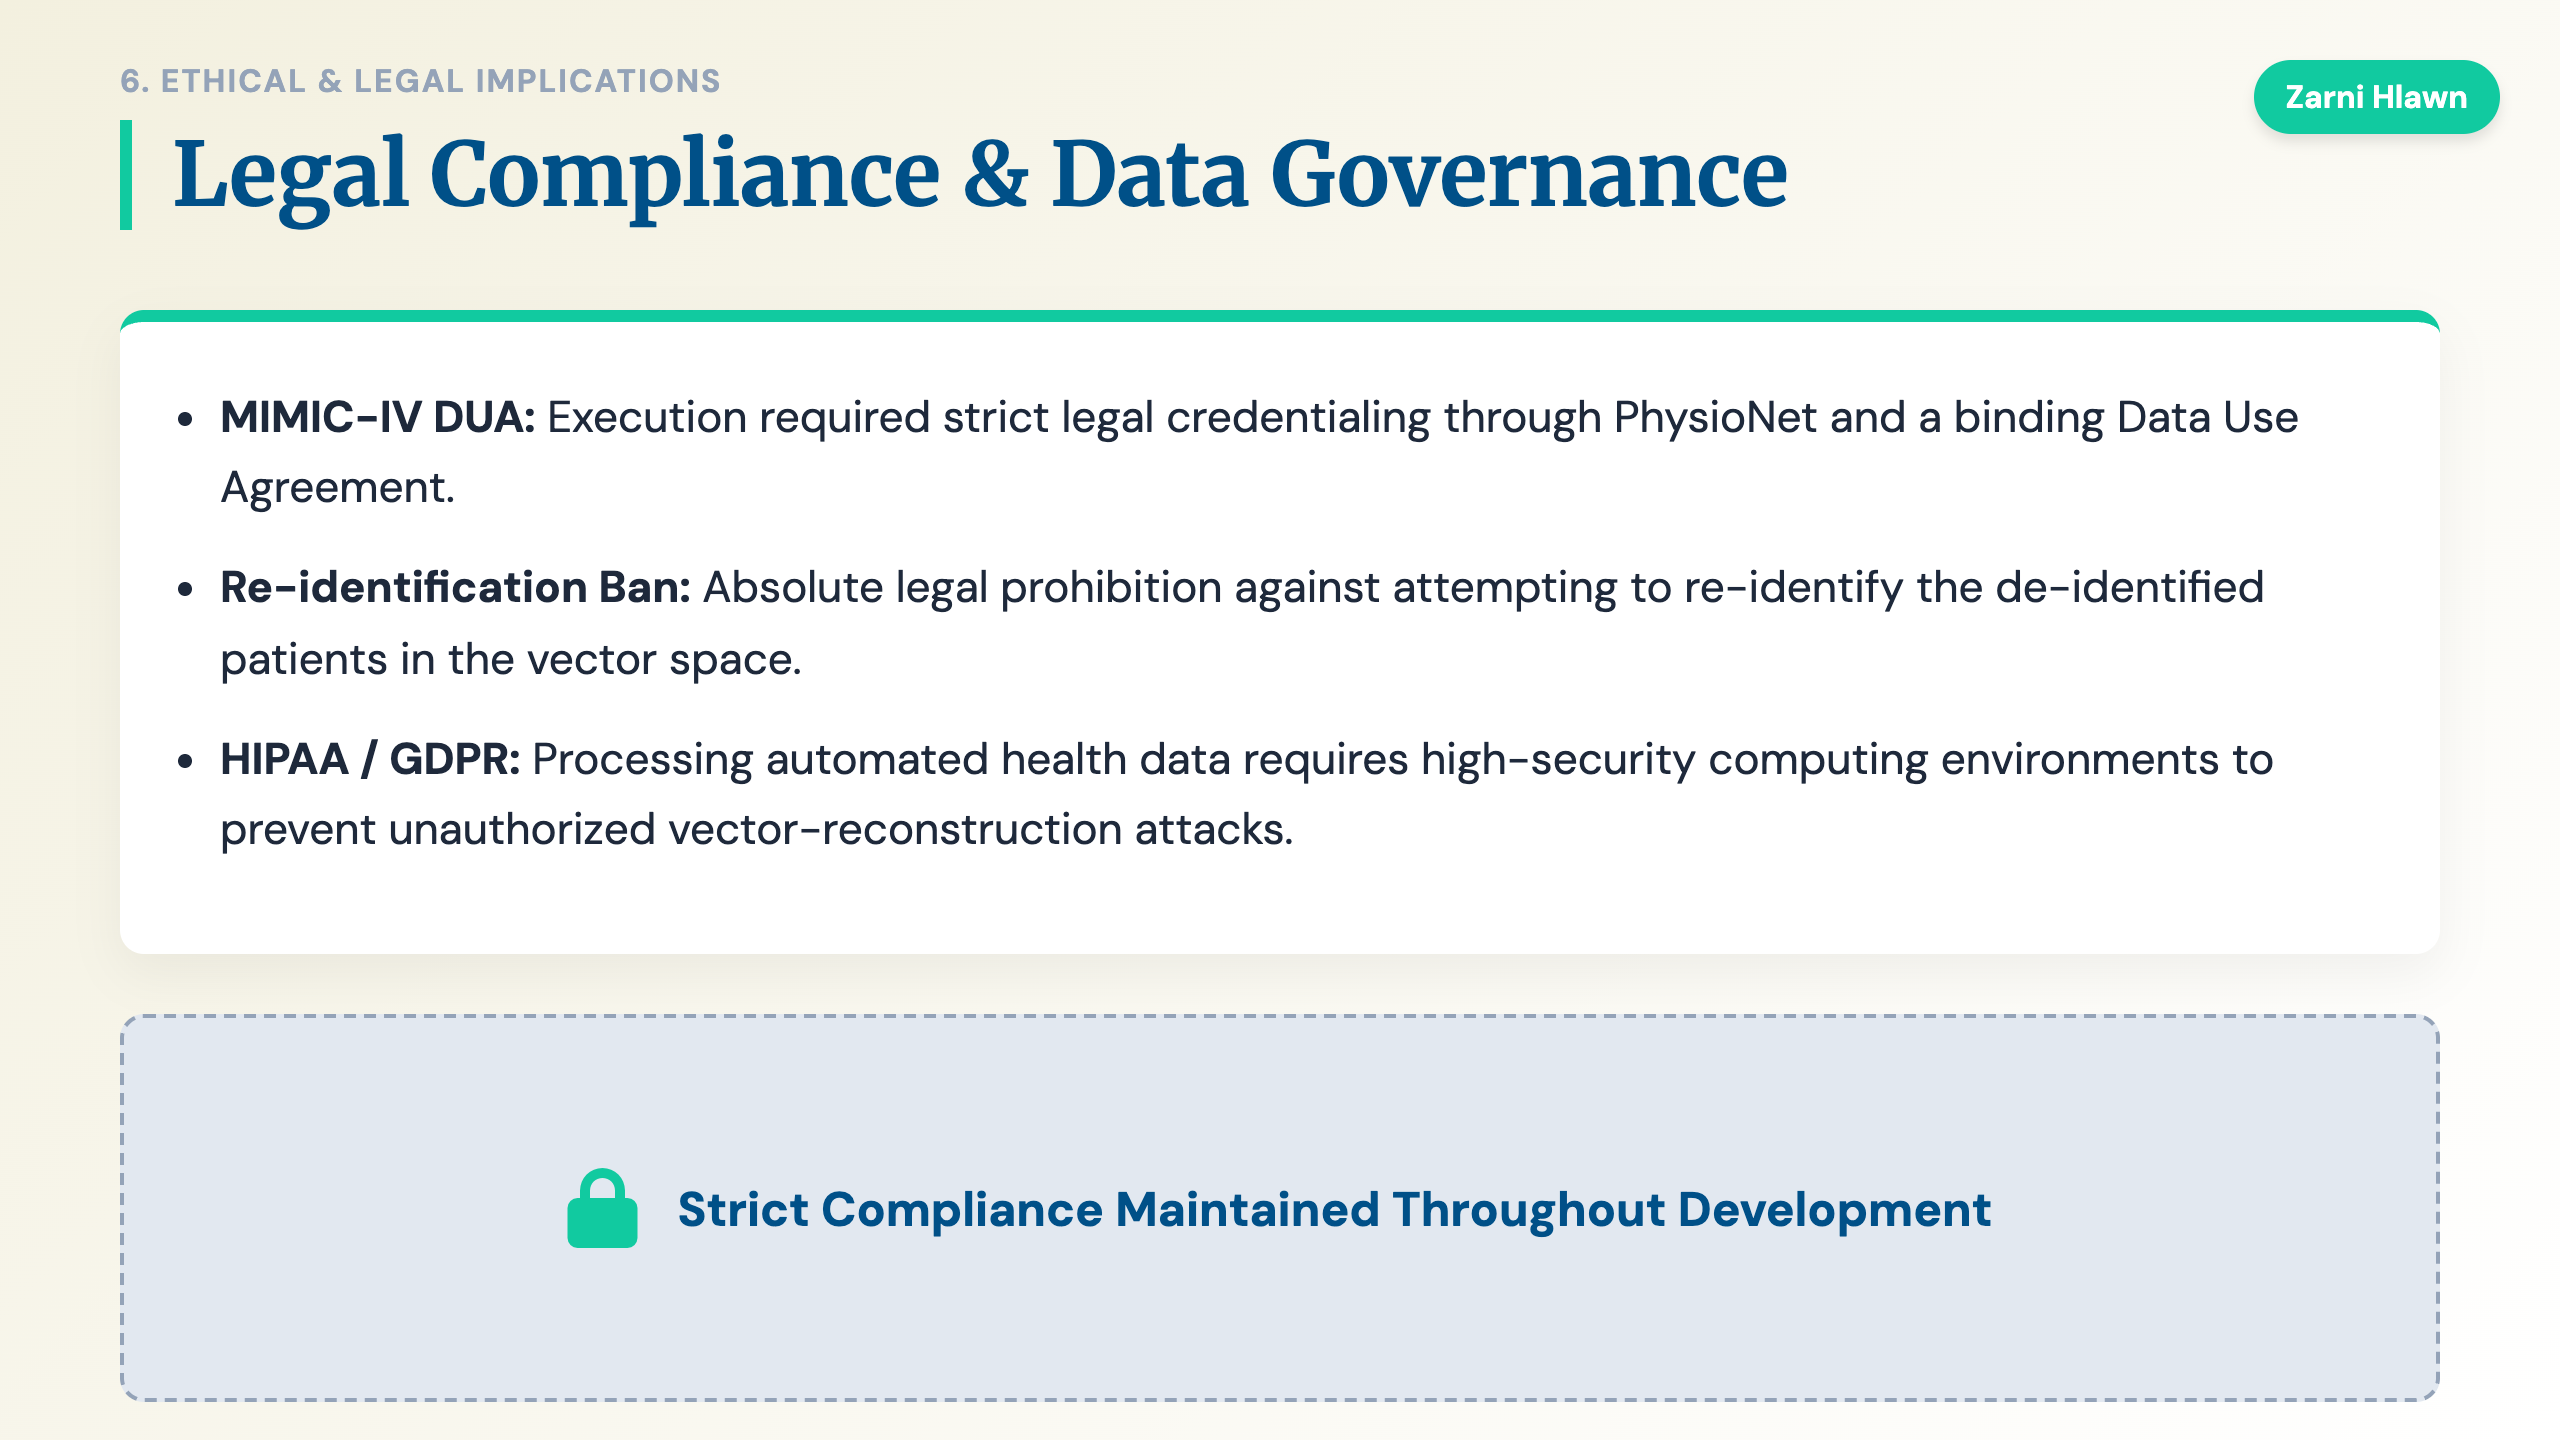 6. ETHICAL & LEGAL IMPLICATIONS
Zarni Hlawn
Legal Compliance & Data Governance
• MIMIC-IV DUA: Execution required strict legal credentialing through PhysioNet and a binding Data Use
Agreement.
• Re-identification Ban: Absolute legal prohibition against attempting to re-identify the de-identified
patients in the vector space.
• HIPAA / GDPR: Processing automated health data requires high-security computing environments to
prevent unauthorized vector-reconstruction attacks.
Strict Compliance Maintained Throughout Development